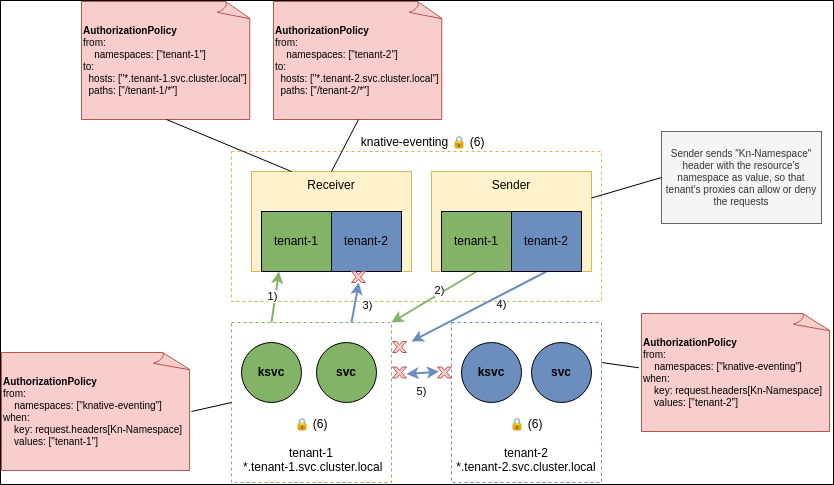 AuthorizationPolicy
from:
namespaces: ["tenant-1"]
to:
hosts: ["*.tenant-1.svc.cluster.local"]
paths: ["/tenant-1/*"]
AuthorizationPolicy
from:
namespaces: ["tenant-2"]
to:
hosts: ["*.tenant-2.svc.cluster.local"]
paths: ["/tenant-2/*"]
knative-eventing 🔒 (6)
Sender sends "Kn-Namespace"
header with the resource's
namespace as value, so that
tenant's proxies can allow or deny
the requests
Receiver
tenant-1
tenant-2
Sender
tenant-1
tenant-2
1)
3)
2)
4)
5)
AuthorizationPolicy
from:
namespaces: ["knative-eventing"]
when:
key: request.headers[Kn-Namespace]
values: ["tenant-1"]
ksvc
svc
🔒 (6)
tenant-1
*.tenant-1.svc.cluster.local
ksvc
svc
🔒 (6)
tenant-2
*.tenant-2.svc.cluster.local
AuthorizationPolicy
from:
namespaces: ["knative-eventing"]
when:
key: request.headers[Kn-Namespace]
values: ["tenant-2"]